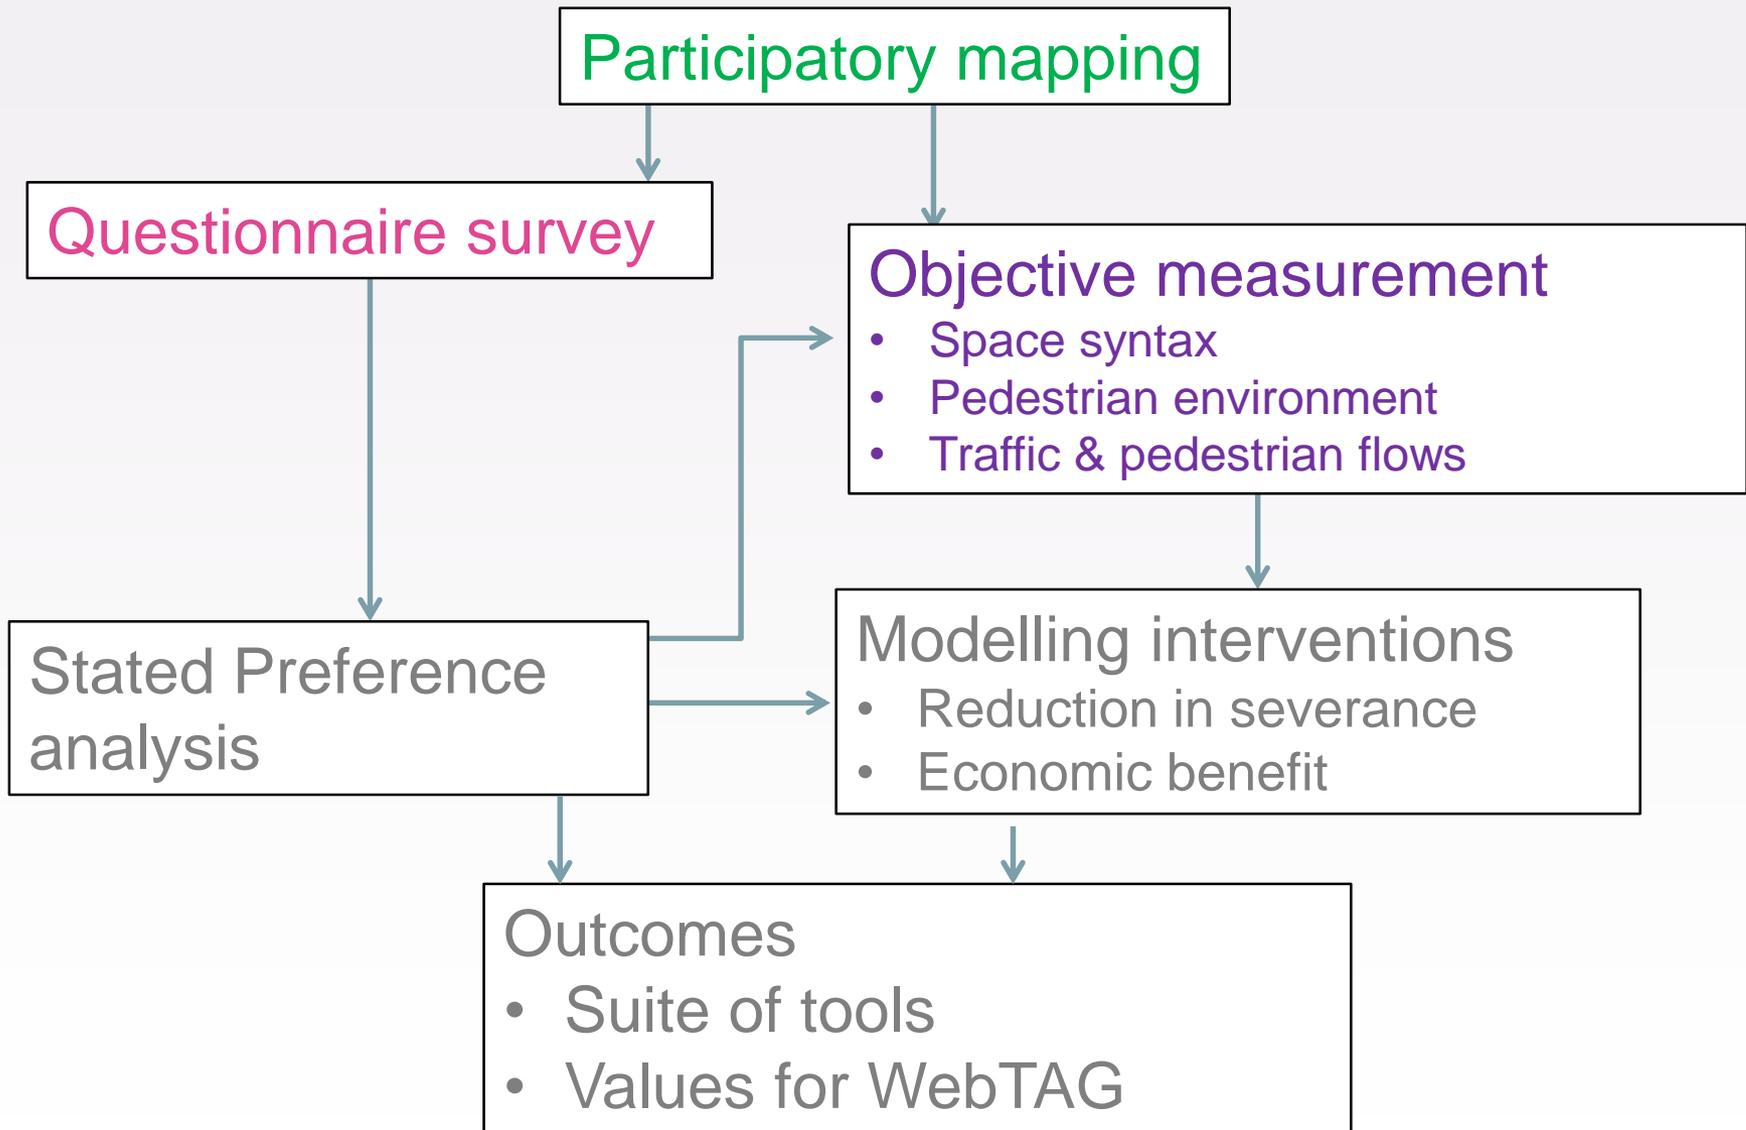 Participatory mapping
Questionnaire survey
Objective measurement
• Space syntax
• Pedestrian environment
• Traffic & pedestrian flows
Stated Preference
analysis
Modelling interventions
• Reduction in severance
• Economic benefit
Outcomes
• Suite of tools
• Values for WebTAG